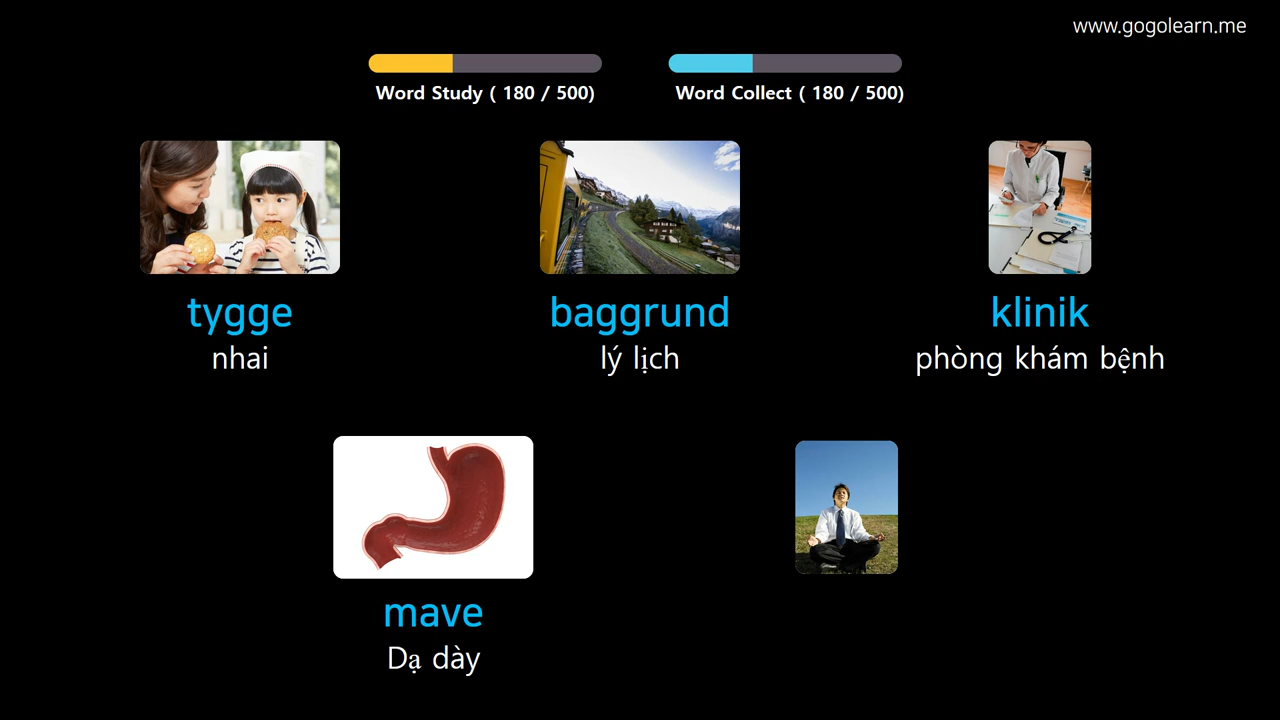 www.gogolearn.me
Word Study ( 180 / 500)
Word Collect ( 180 / 500)
tygge
nhai
baggrund
lý lịch
klinik
phòng khám bệnh
mave
Dạ dày